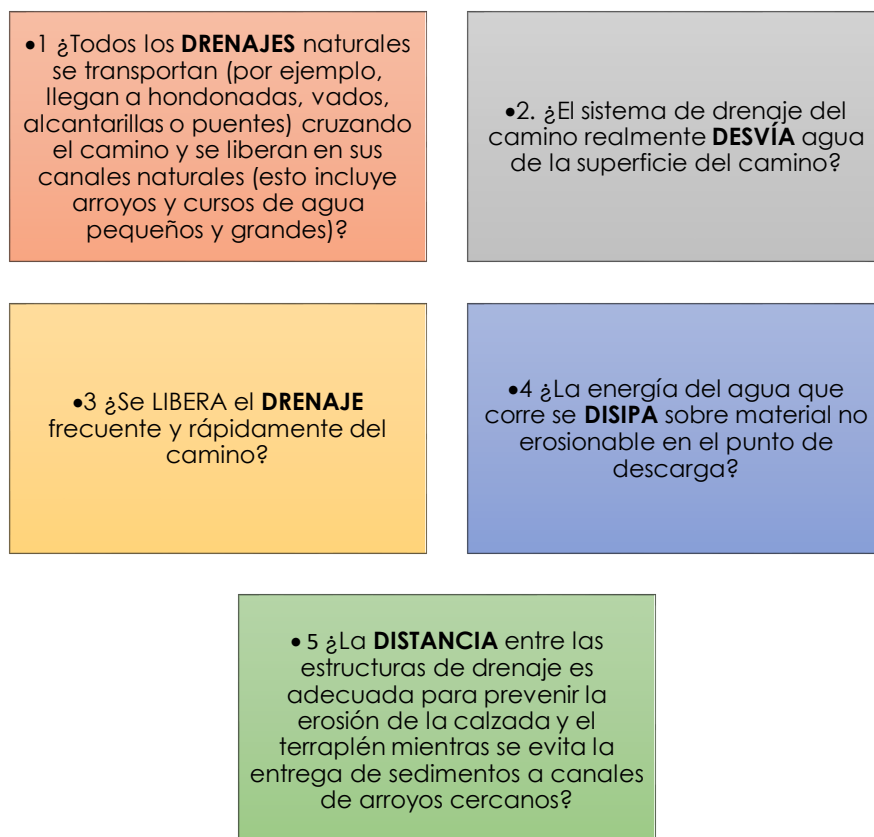 •1 ¿Todos los DRENAJES naturales
se transportan (por ejemplo,
llegan a hondonadas, vados,
alcantarillas o puentes) cruzando
el camino y se liberan en sus
canales naturales (esto incluye
arroyos y cursos de agua
pequeños y grandes)?
•2. ¿El sistema de drenaje del
camino realmente DESVÍA agua
de la superficie del camino?
•3 ¿Se LIBERA el DRENAJE
frecuente y rápidamente del
camino?
•4 ¿La energía del agua que
corre se DISIPA sobre material no
erosionable en el punto de
descarga?
• 5 ¿La DISTANCIA entre las
estructuras de drenaje es
adecuada para prevenir la
erosión de la calzada y el
terraplén mientras se evita la
entrega de sedimentos a canales
de arroyos cercanos?